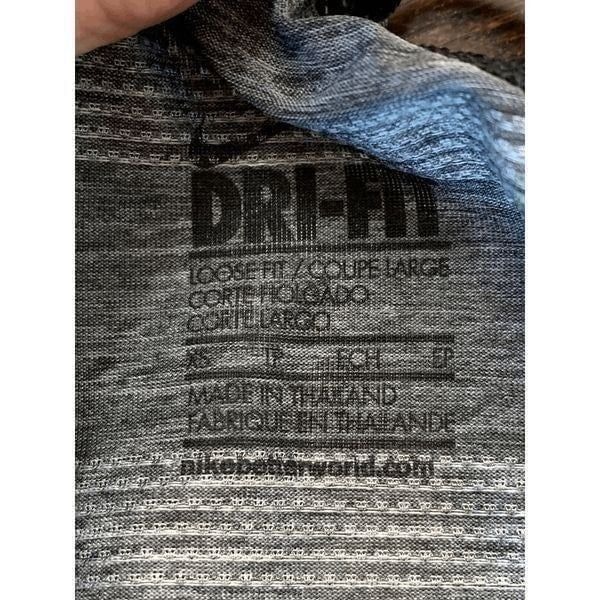 DRI-FIT
LOOSE FIT / COUPE LARGE
CORTE HOLGADO
CORTE LARGO
XS TP ECH EP
MADE IN THAILAND
FABRIQUE EN THAILANDE
nikebetterworld.com